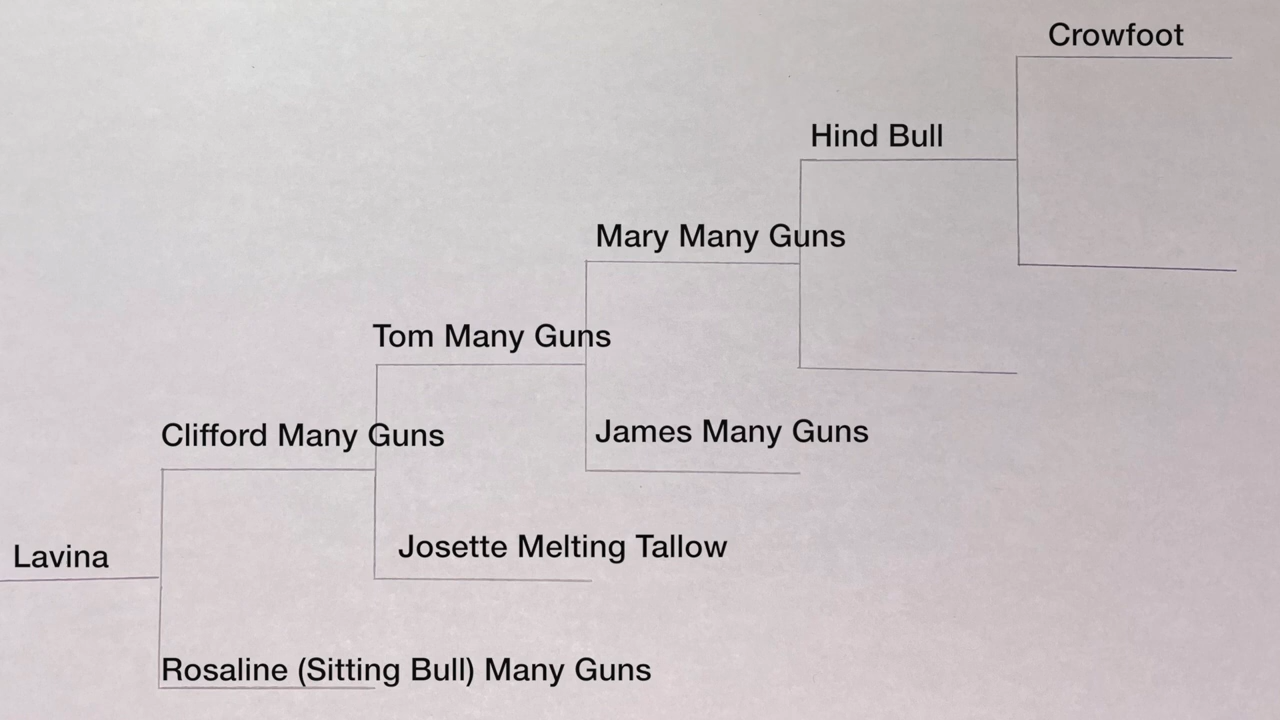 Crowfoot
Hind Bull
Mary Many Guns
Tom Many Guns
James Many Guns
Clifford Many Guns
Josette Melting Tallow
Lavina
Rosaline (Sitting Bull) Many Guns